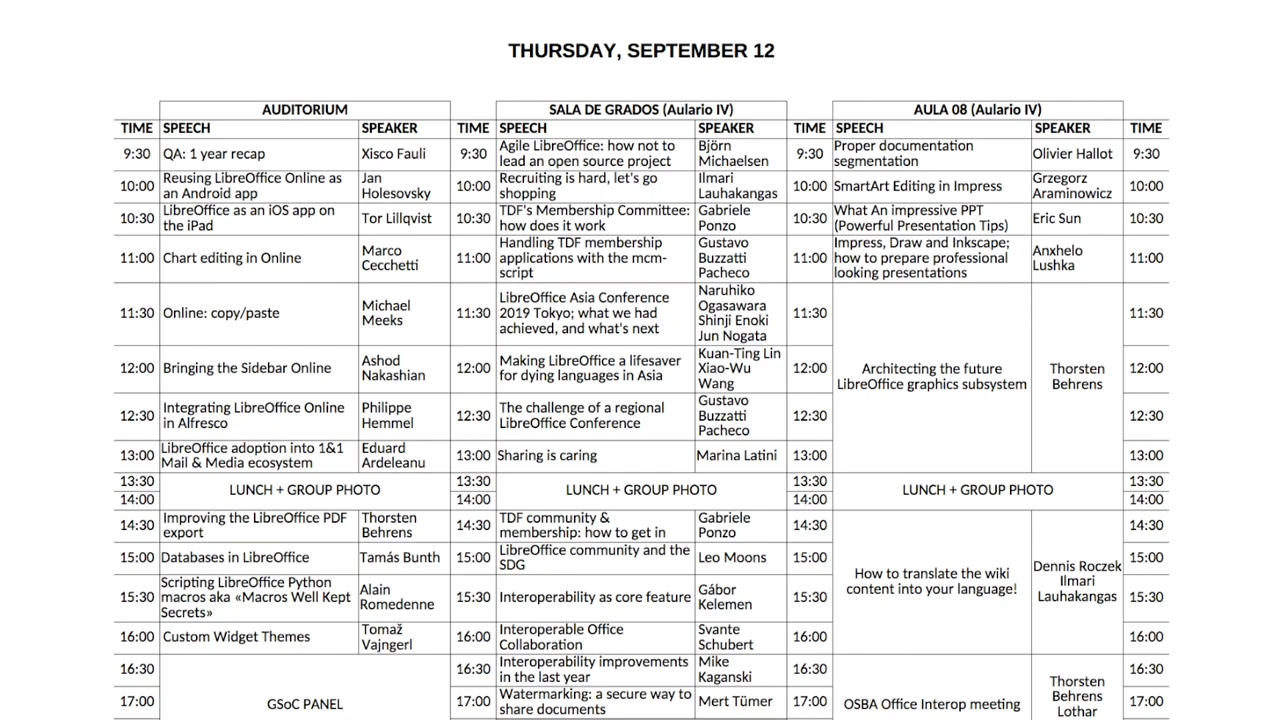 THURSDAY, SEPTEMBER 12
AUDITORIUM SALA DE GRADOS (Aulario IV) AULA 08 (Aulario IV)
TIME SPEECH SPEAKER TIME SPEECH SPEAKER TIME SPEECH SPEAKER TIME
9:30 QA: 1 year recap Xisco Fauli 9:30 Agile LibreOffice: how not to lead an open source project Björn Michaelsen 9:30 Proper documentation segmentation Olivier Hallot 9:30
10:00 Reusing LibreOffice Online as an Android app Jan Holesovsky 10:00 Recruiting is hard, let's go shopping Ilmari Lauhakangas 10:00 SmartArt Editing in Impress Grzegorz Araminowicz 10:00
10:30 LibreOffice as an iOS app on the iPad Tor Lillqvist 10:30 TDF's Membership Committee: how does it work Gabriele Ponzo 10:30 What An impressive PPT (Powerful Presentation Tips) Eric Sun 10:30
11:00 Chart editing in Online Marco Cecchetti 11:00 Handling TDF membership applications with the mcm-script Gustavo Buzzatti Pacheco 11:00 Impress, Draw and Inkscape; how to prepare professional looking presentations Anxhelo Lushka 11:00
11:30 Online: copy/paste Michael Meeks 11:30 LibreOffice Asia Conference 2019 Tokyo; what we had achieved, and what's next Naruhiko Ogasawara Shinji Enoki Jun Nogata 11:30 Architecting the future LibreOffice graphics subsystem Thorsten Behrens 11:30
12:00 Bringing the Sidebar Online Ashod Nakashian 12:00 Making LibreOffice a lifesaver for dying languages in Asia Kuan-Ting Lin Xiao-Wu Wang 12:00 12:00
12:30 Integrating LibreOffice Online in Alfresco Philippe Hemmel 12:30 The challenge of a regional LibreOffice Conference Gustavo Buzzatti Pacheco 12:30 12:30
13:00 LibreOffice adoption into 1&1 Mail & Media ecosystem Eduard Ardeleanu 13:00 Sharing is caring Marina Latini 13:00 13:00
13:30 LUNCH + GROUP PHOTO 13:30 LUNCH + GROUP PHOTO 13:30 LUNCH + GROUP PHOTO 13:30
14:00 14:00 14:00 14:00
14:30 Improving the LibreOffice PDF export Thorsten Behrens 14:30 TDF community & membership: how to get in Gabriele Ponzo 14:30 How to translate the wiki content into your language! Dennis Roczek Ilmari Lauhakangas 14:30
15:00 Databases in LibreOffice Tamás Bunth 15:00 LibreOffice community and the SDG Leo Moons 15:00 15:00
15:30 Scripting LibreOffice Python macros aka «Macros Well Kept Secrets» Alain Romedenne 15:30 Interoperability as core feature Gábor Kelemen 15:30 15:30
16:00 Custom Widget Themes Tomaž Vajngerl 16:00 Interoperable Office Collaboration Svante Schubert 16:00 16:00
16:30 GSoC PANEL 16:30 Interoperability improvements in the last year Mike Kaganski 16:30 OSBA Office Interop meeting Thorsten Behrens Lothar 16:30
17:00 17:00 Watermarking: a secure way to share documents Mert Tümer 17:00 17:00